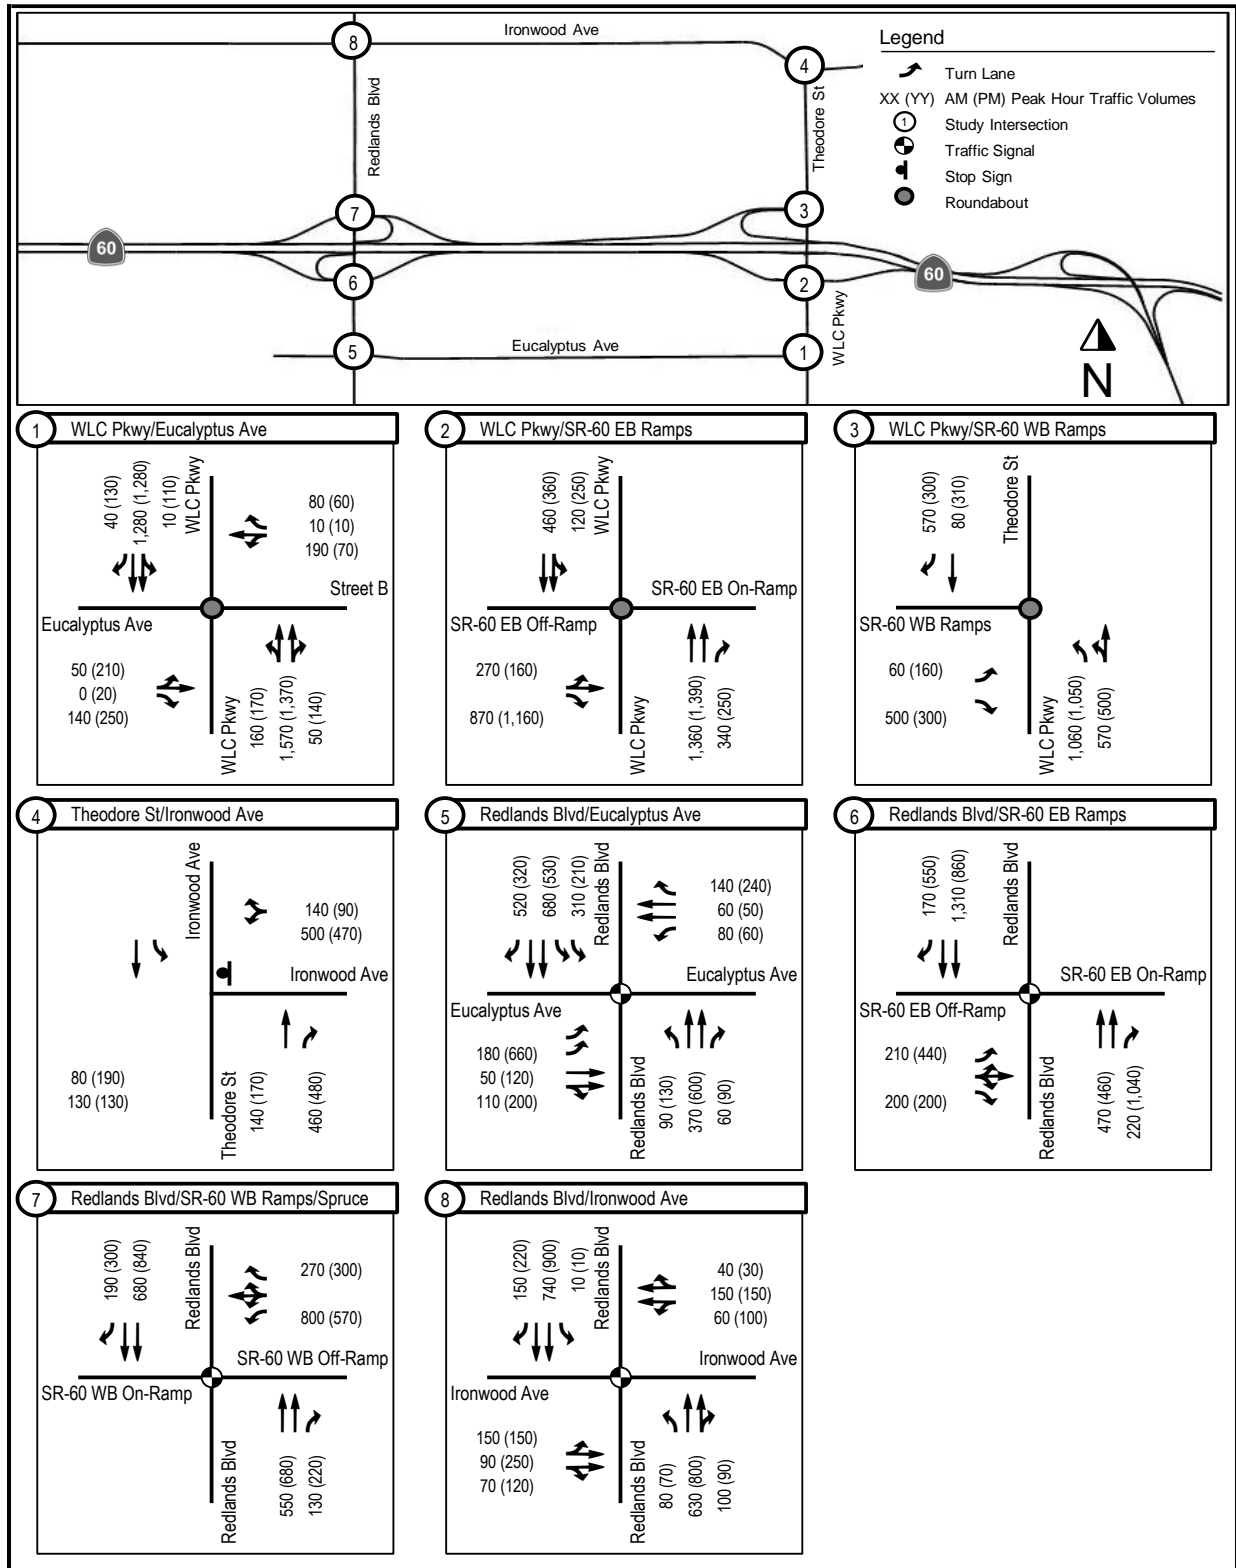 Ironwood Ave
Redlands Blvd
Theodore St
WLC Pkwy
Eucalyptus Ave
8
4
7
3
6
2
5
1
60
60
N
Legend
Turn Lane
XX (YY) AM (PM) Peak Hour Traffic Volumes
1 Study Intersection
Traffic Signal
Stop Sign
Roundabout
1 WLC Pkwy/Eucalyptus Ave
40 (130)
1,280 (1,280)
10 (110)
WLC Pkwy
80 (60)
10 (10)
190 (70)
Street B
Eucalyptus Ave
50 (210)
0 (20)
140 (250)
WLC Pkwy
160 (170)
1,570 (1,370)
50 (140)
2 WLC Pkwy/SR-60 EB Ramps
460 (360)
120 (250)
WLC Pkwy
SR-60 EB On-Ramp
SR-60 EB Off-Ramp
270 (160)
870 (1,160)
WLC Pkwy
1,360 (1,390)
340 (250)
3 WLC Pkwy/SR-60 WB Ramps
570 (300)
80 (310)
Theodore St
SR-60 WB Ramps
60 (160)
500 (300)
WLC Pkwy
1,060 (1,050)
570 (500)
4 Theodore St/Ironwood Ave
Ironwood Ave
140 (90)
500 (470)
Ironwood Ave
80 (190)
130 (130)
Theodore St
140 (170)
460 (480)
5 Redlands Blvd/Eucalyptus Ave
520 (320)
680 (530)
310 (210)
Redlands Blvd
140 (240)
60 (50)
80 (60)
Eucalyptus Ave
Eucalyptus Ave
180 (660)
50 (120)
110 (200)
Redlands Blvd
90 (130)
370 (600)
60 (90)
6 Redlands Blvd/SR-60 EB Ramps
170 (550)
1,310 (860)
Redlands Blvd
SR-60 EB On-Ramp
SR-60 EB Off-Ramp
210 (440)
200 (200)
Redlands Blvd
470 (460)
220 (1,040)
7 Redlands Blvd/SR-60 WB Ramps/Spruce
190 (300)
680 (840)
Redlands Blvd
270 (300)
800 (570)
SR-60 WB Off-Ramp
SR-60 WB On-Ramp
Redlands Blvd
550 (680)
130 (220)
8 Redlands Blvd/Ironwood Ave
150 (220)
740 (900)
10 (10)
Redlands Blvd
40 (30)
150 (150)
60 (100)
Ironwood Ave
Ironwood Ave
150 (150)
90 (250)
70 (120)
Redlands Blvd
80 (70)
630 (800)
100 (90)